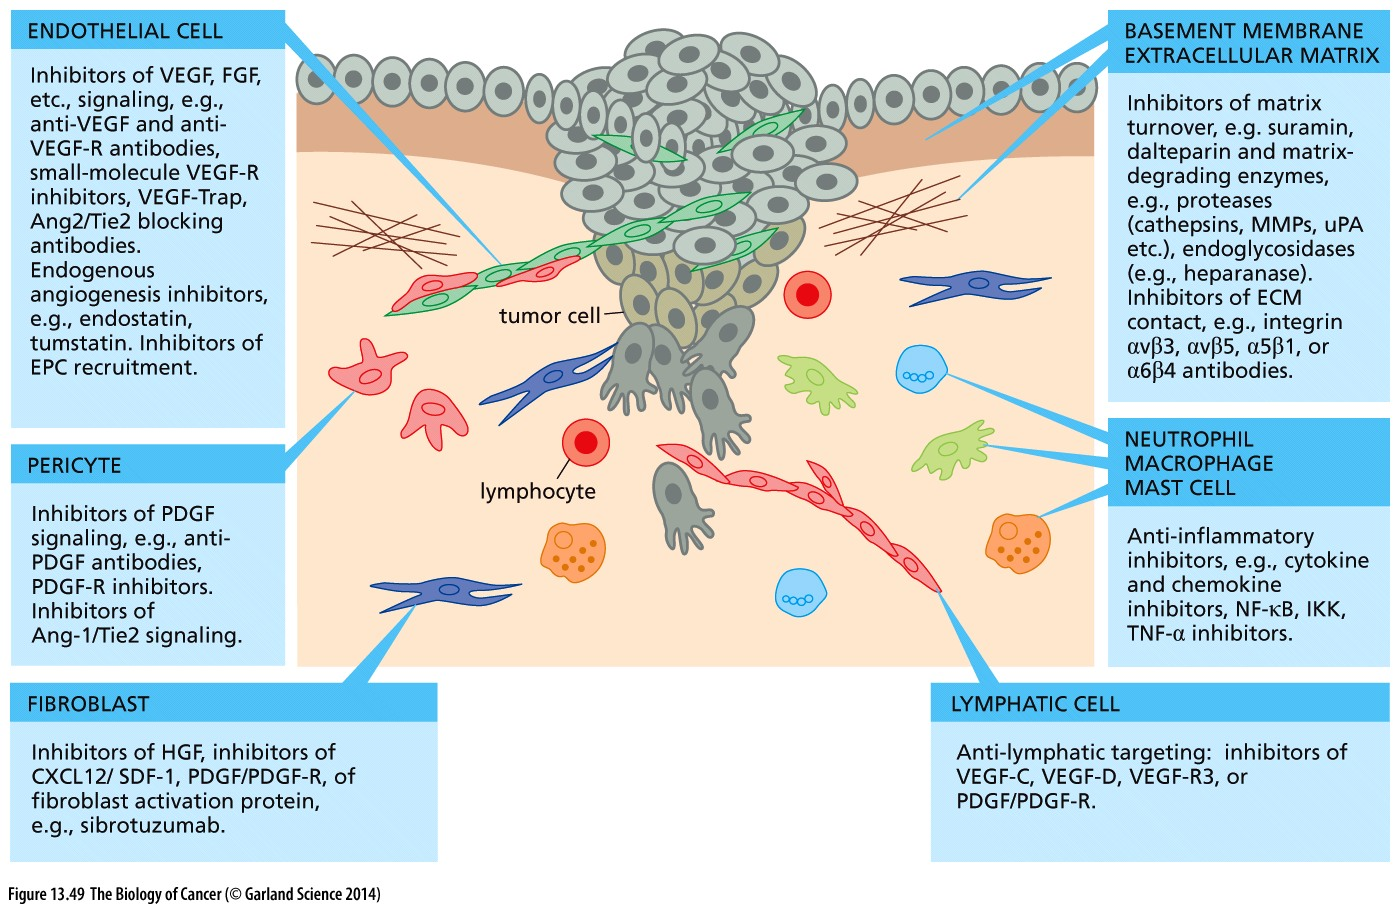 ENDOTHELIAL CELL
Inhibitors of VEGF, FGF,
etc., signaling, e.g.,
anti-VEGF and anti-
VEGF-R antibodies,
small-molecule VEGF-R
inhibitors, VEGF-Trap,
Ang2/Tie2 blocking
antibodies.
Endogenous
angiogenesis inhibitors,
e.g., endostatin,
tumstatin. Inhibitors of
EPC recruitment.
PERICYTE
Inhibitors of PDGF
signaling, e.g., anti-
PDGF antibodies,
PDGF-R inhibitors.
Inhibitors of
Ang-1/Tie2 signaling.
FIBROBLAST
Inhibitors of HGF, inhibitors of
CXCL12/ SDF-1, PDGF/PDGF-R, of
fibroblast activation protein,
e.g., sibrotuzumab.
tumor cell
lymphocyte
BASEMENT MEMBRANE
EXTRACELLULAR MATRIX
Inhibitors of matrix
turnover, e.g. suramin,
dalteparin and matrix-
degrading enzymes,
e.g., proteases
(cathepsins, MMPs, uPA
etc.), endoglycosidases
(e.g., heparanase).
Inhibitors of ECM
contact, e.g., integrin
αvβ3, αvβ5, α5β1, or
α6β4 antibodies.
NEUTROPHIL
MACROPHAGE
MAST CELL
Anti-inflammatory
inhibitors, e.g., cytokine
and chemokine
inhibitors, NF-κB, IKK,
TNF-α inhibitors.
LYMPHATIC CELL
Anti-lymphatic targeting: inhibitors of
VEGF-C, VEGF-D, VEGF-R3, or
PDGF/PDGF-R.
Figure 13.49 The Biology of Cancer (© Garland Science 2014)